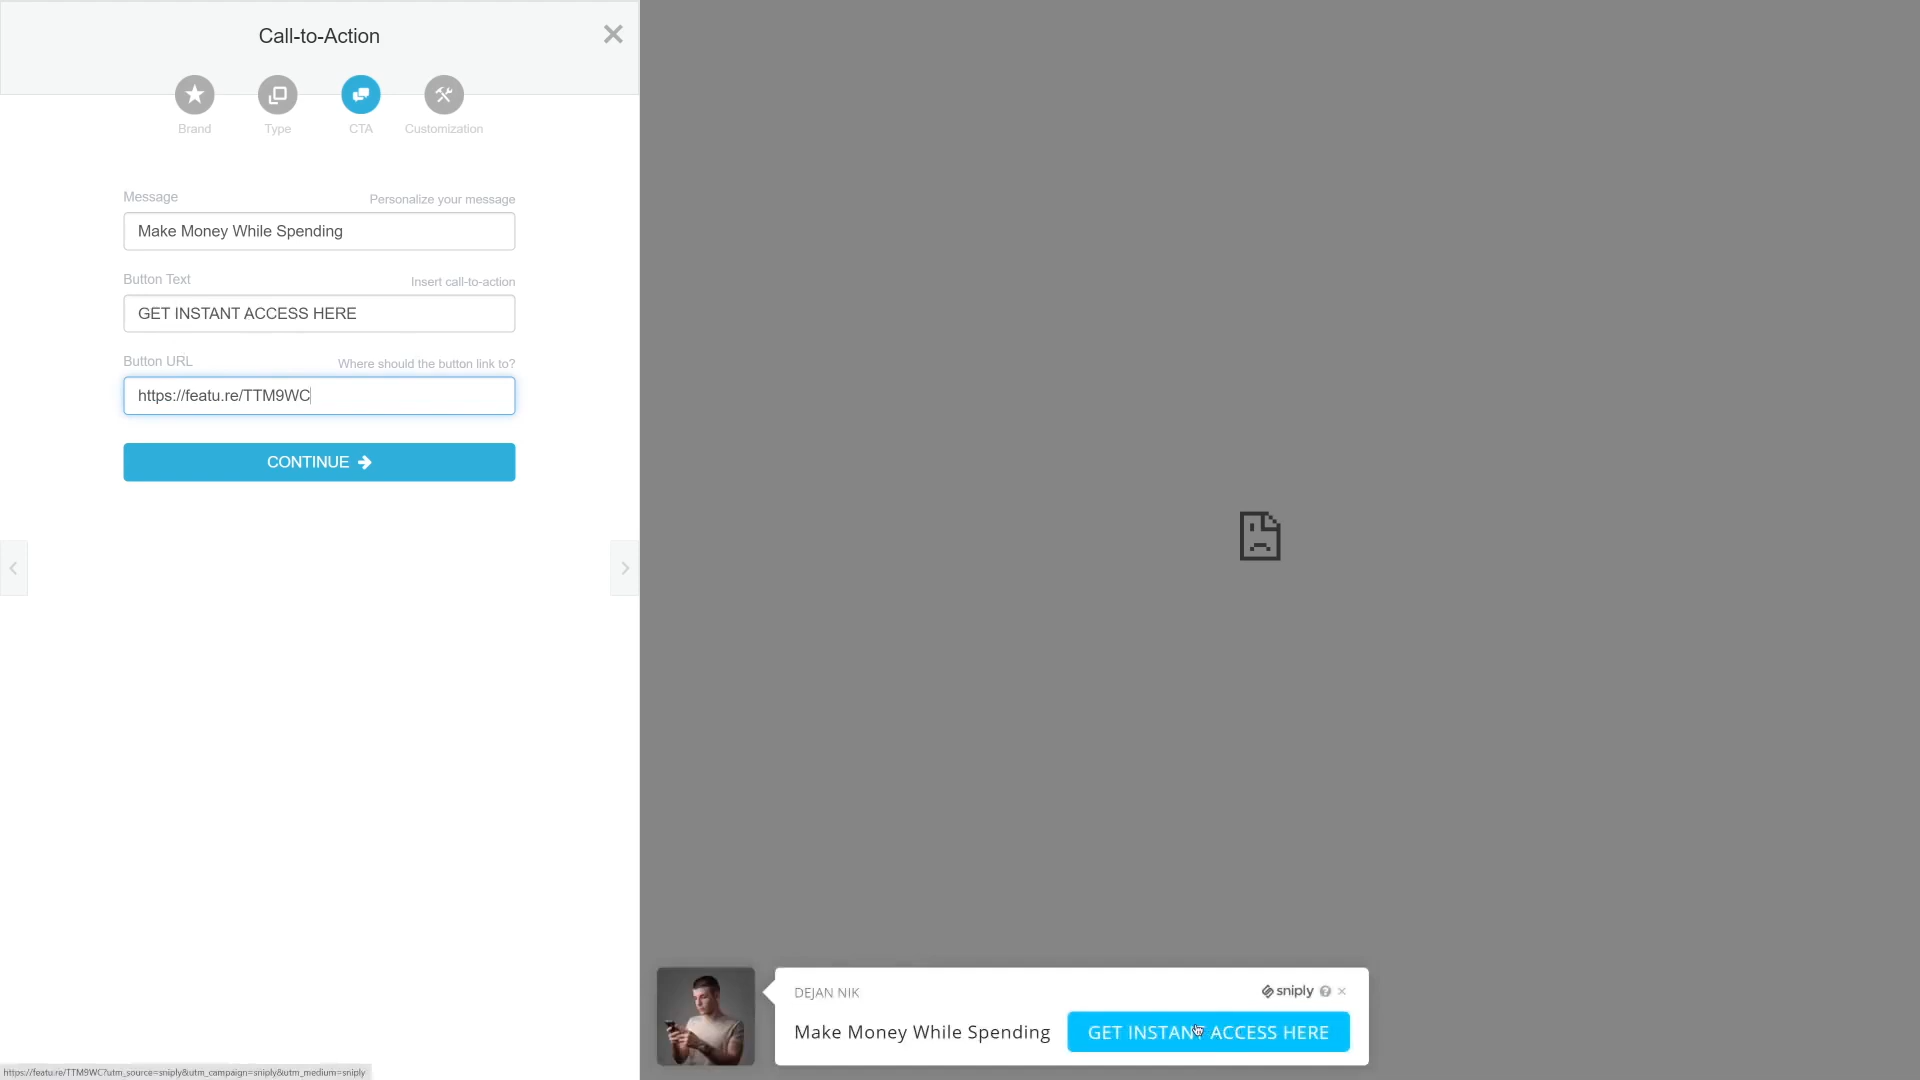 Call-to-Action
Brand
Type
CTA
Customization
Message
Personalize your message
Make Money While Spending
Button Text
Insert call-to-action
GET INSTANT ACCESS HERE
Button URL
Where should the button link to?
https://featu.re/TTM9WC
CONTINUE
DEJAN NIK
sniply
Make Money While Spending
GET INSTANT ACCESS HERE
https://featu.re/TTM9WC?utm_source=sniply&utm_campaign=sniply&utm_medium=sniply